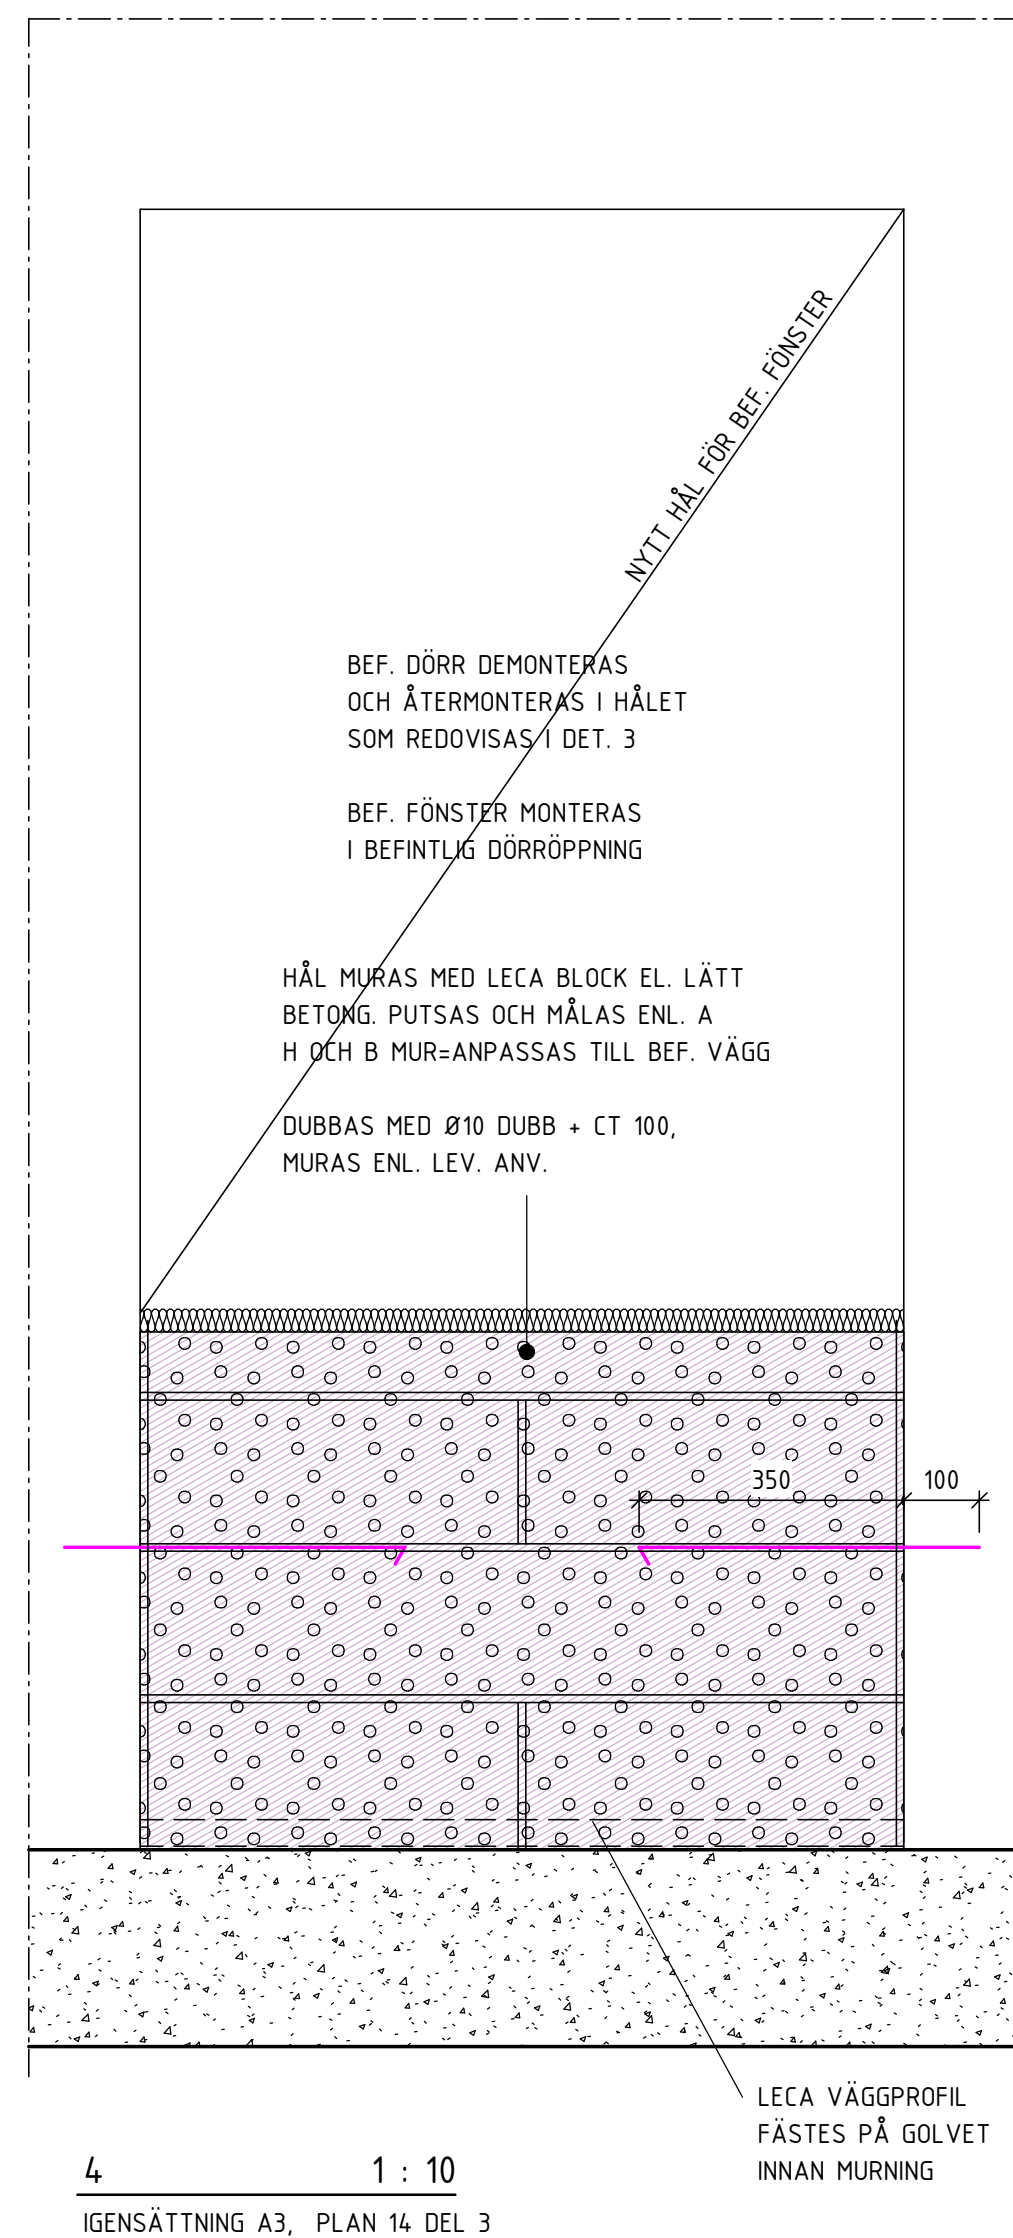 NYTT HÅL FÖR BEF. FÖNSTER
BEF. DÖRR DEMONTERAS
OCH ÅTERMONTERAS I HÅLET
SOM REDOVISAS I DET. 3
BEF. FÖNSTER MONTERAS
I BEFINTLIG DÖRRÖPPNING
HÅL MURAS MED LECA BLOCK EL. LÄTT
BETONG. PUTSAS OCH MÅLAS ENL. A
H OCH B MUR=ANPASSAS TILL BEF. VÄGG
DUBBAS MED Ø10 DUBB + CT 100,
MURAS ENL. LEV. ANV.
350
100
LECA VÄGGPROFIL
FÄSTES PÅ GOLVET
INNAN MURNING
4 1 : 10
IGENSÄTTNING A3, PLAN 14 DEL 3